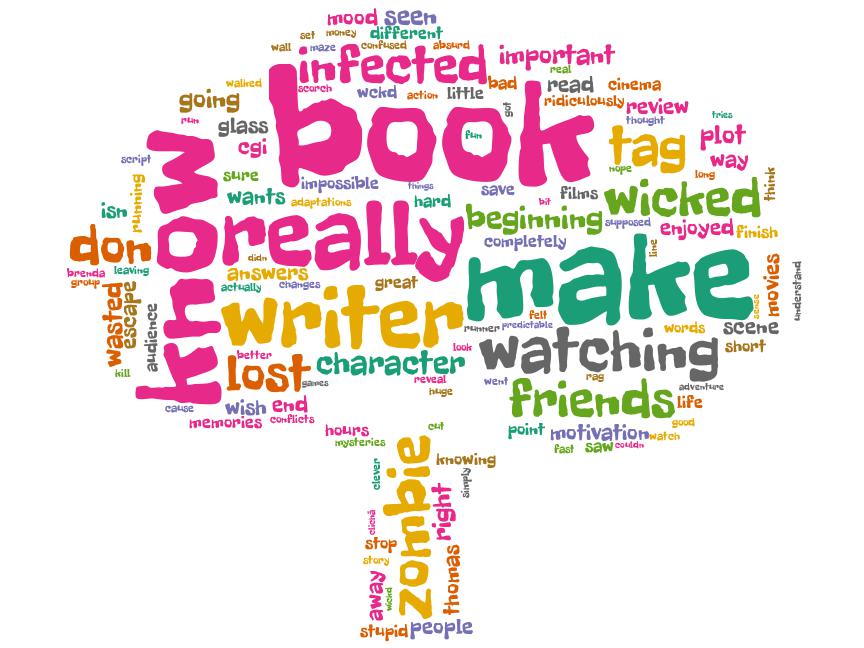 mood seen
set money different
wall maze confused absurd
infected important
real
walked scorch wckd action little bad read cinema
going ridiculously review
book
run glass got thought tries
cgi fun tag plot
script know nope way
sure impossible things save films long think
running wants adaptations hard bit wicked
isn really beginning supposed enjoyed finish
don didn completely line
brenda leaving answers make movies understand
group actually changes great
wasted escape writer felt sense
audience runner predictable words scene
better look watching short
kill lost games character reveal went rag adventure
huge friends life
cause wish end
memories conflicts hours cut point motivation watch good
mysteries fast saw couldn
zombie knowing
clever simply
clichá right
stop
story thomas
away wickd
stupid people